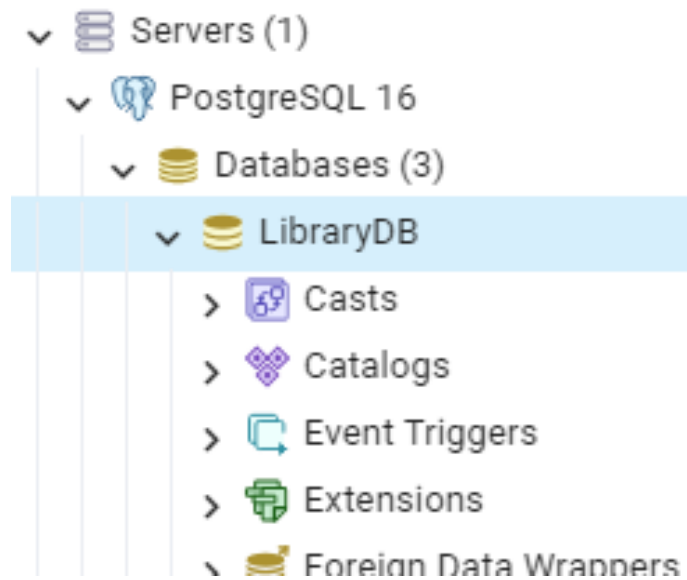 Servers (1)
PostgreSQL 16
Databases (3)
LibraryDB
Casts
Catalogs
Event Triggers
Extensions
Foreign Data Wrappers